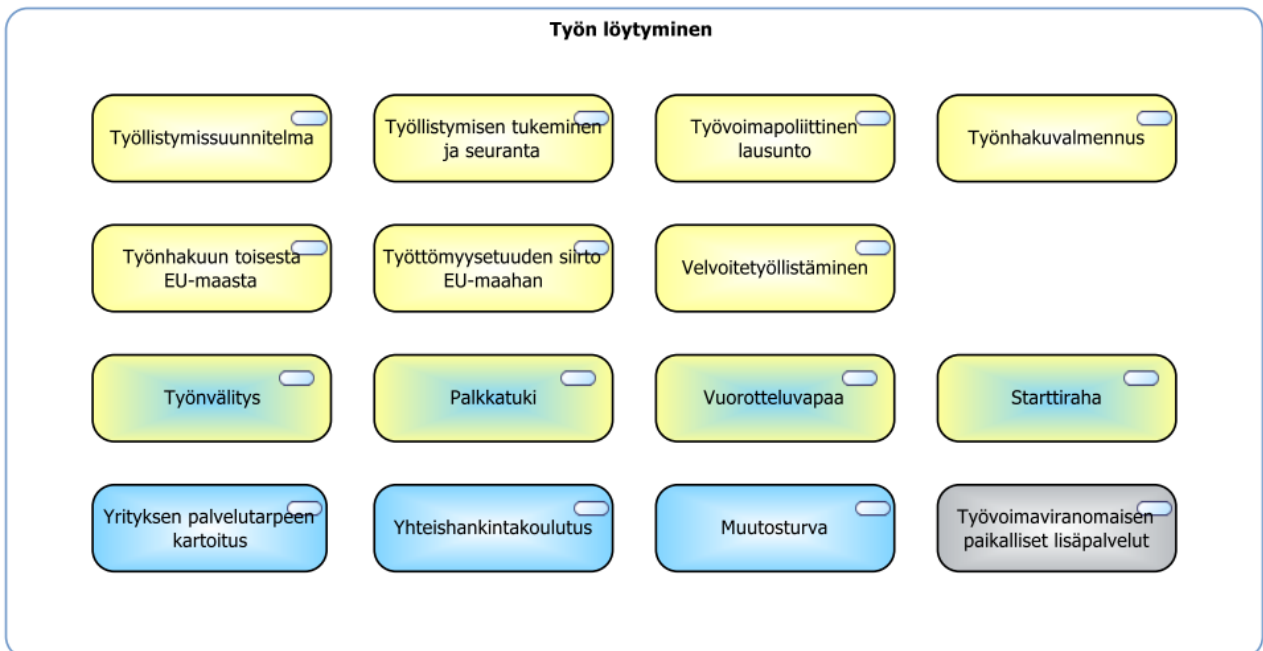 Työn löytyminen
Työllistymissuunnitelma
Työllistymisen tukeminen
ja seuranta
Työvoimapoliittinen
lausunto
Työnhakuvalmennus
Työnhakuun toisesta
EU-maasta
Työttömyysetuuden siirto
EU-maahan
Velvoitetyöllistäminen
Työnvälitys
Palkkatuki
Vuorotteluvapaa
Starttiraha
Yrityksen palvelutarpeen
kartoitus
Yhteishankintakoulutus
Muutosturva
Työvoimaviranomaisen
paikalliset lisäpalvelut